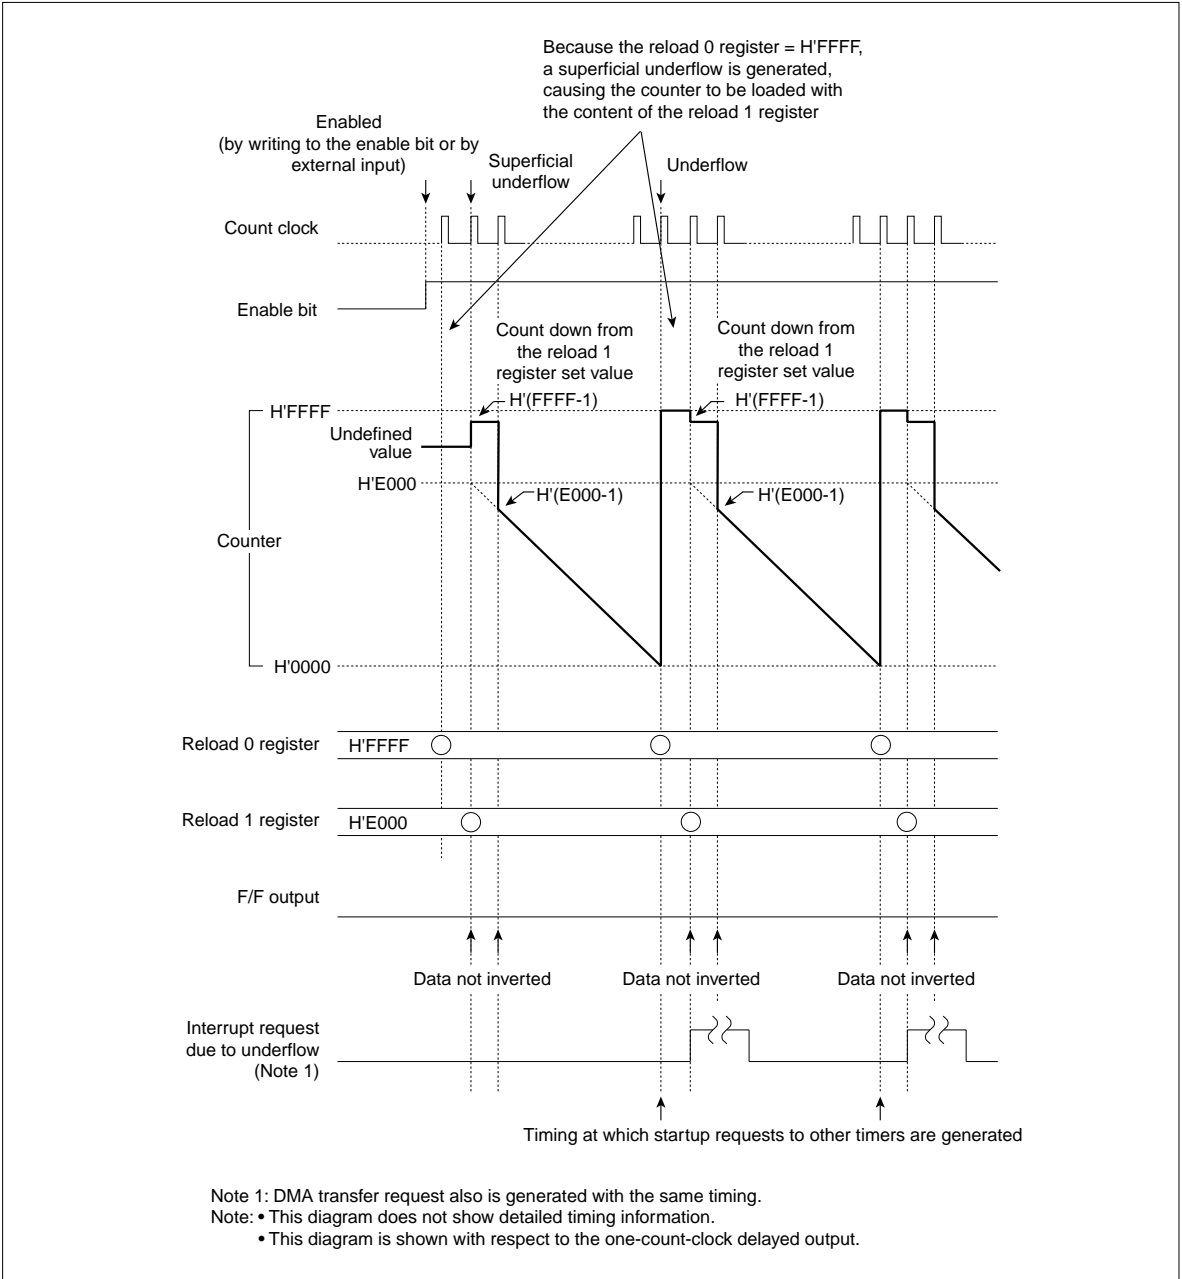 Because the reload 0 register = H'FFFF,
a superficial underflow is generated,
causing the counter to be loaded with
the content of the reload 1 register
Enabled
(by writing to the enable bit or by
external input)
Superficial
underflow
Underflow
Count clock
Enable bit
Count down from
the reload 1
register set value
Count down from
the reload 1
register set value
H'FFFF
H'(FFFF-1)
H'(FFFF-1)
Undefined
value
H'E000
H'(E000-1)
H'(E000-1)
Counter
H'0000
Reload 0 register
H'FFFF
Reload 1 register
H'E000
F/F output
Data not inverted
Data not inverted
Data not inverted
Interrupt request
due to underflow
(Note 1)
Timing at which startup requests to other timers are generated
Note 1: DMA transfer request also is generated with the same timing.
Note: • This diagram does not show detailed timing information.
• This diagram is shown with respect to the one-count-clock delayed output.